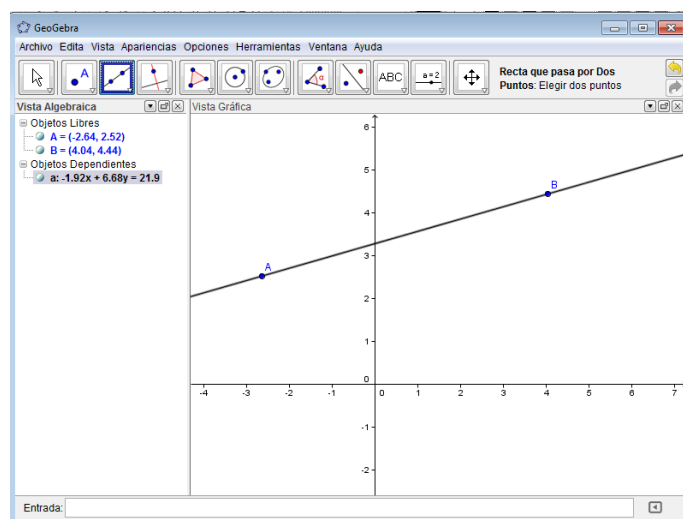 GeoGebra
Archivo Edita Vista Apariencias Opciones Herramientas Ventana Ayuda
A
α
ABC
a = 2
Recta que pasa por Dos
Puntos: Elegir dos puntos
Vista Algebraica
Vista Gráfica
Objetos Libres
A = (-2.64, 2.52)
B = (4.04, 4.44)
Objetos Dependientes
a: -1.92x + 6.68y = 21.9
6
5
B
4
3
A
2
1
0
-4 -3 -2 -1 0 1 2 3 4 5 6 7
-1
-2
Entrada: